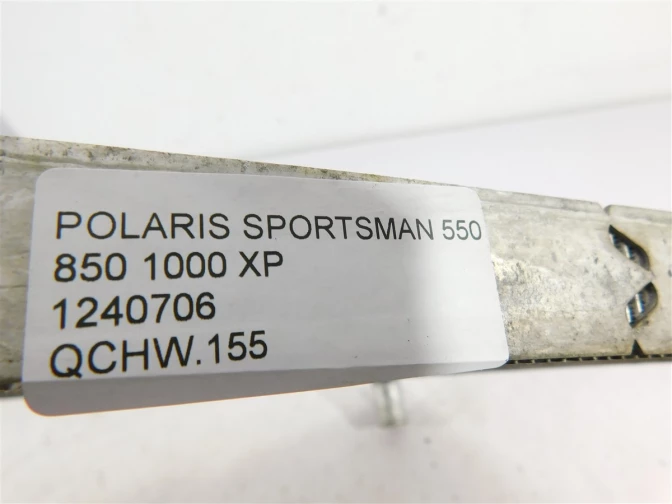 POLARIS SPORTSMAN 550
850 1000 XP
1240706
QCHW.155